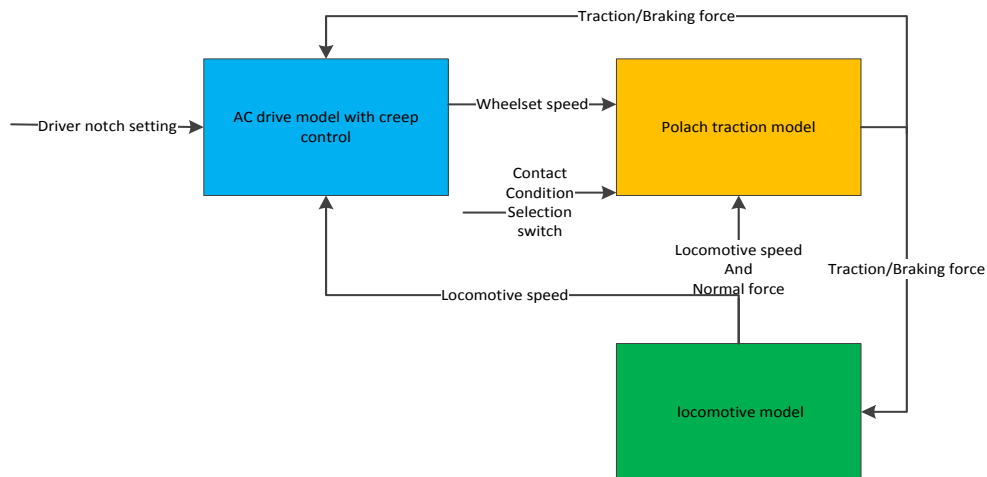 Traction/Braking force
AC drive model with creep
control
Wheelset speed
Polach traction model
Driver notch setting
Contact
Condition
Selection
switch
Locomotive speed
And
Normal force
Traction/Braking force
Locomotive speed
locomotive model